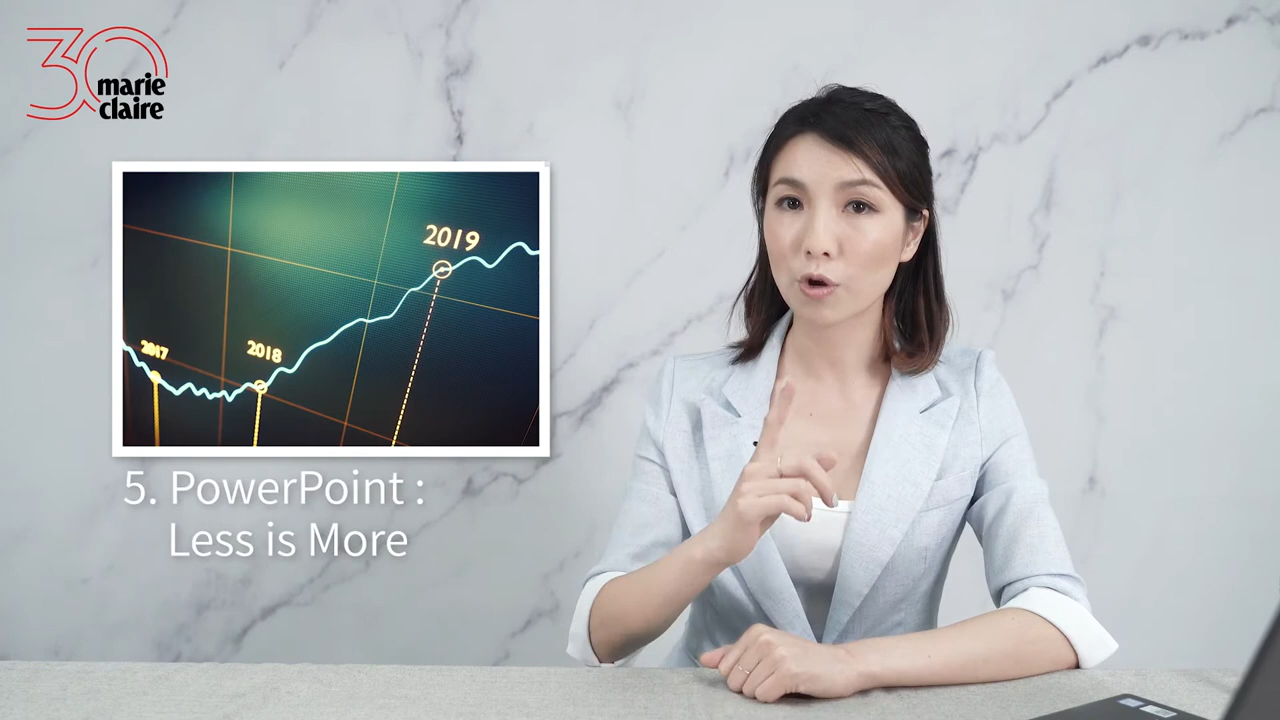 30
marie
claire
2019
2018
2017
5. PowerPoint :
Less is More